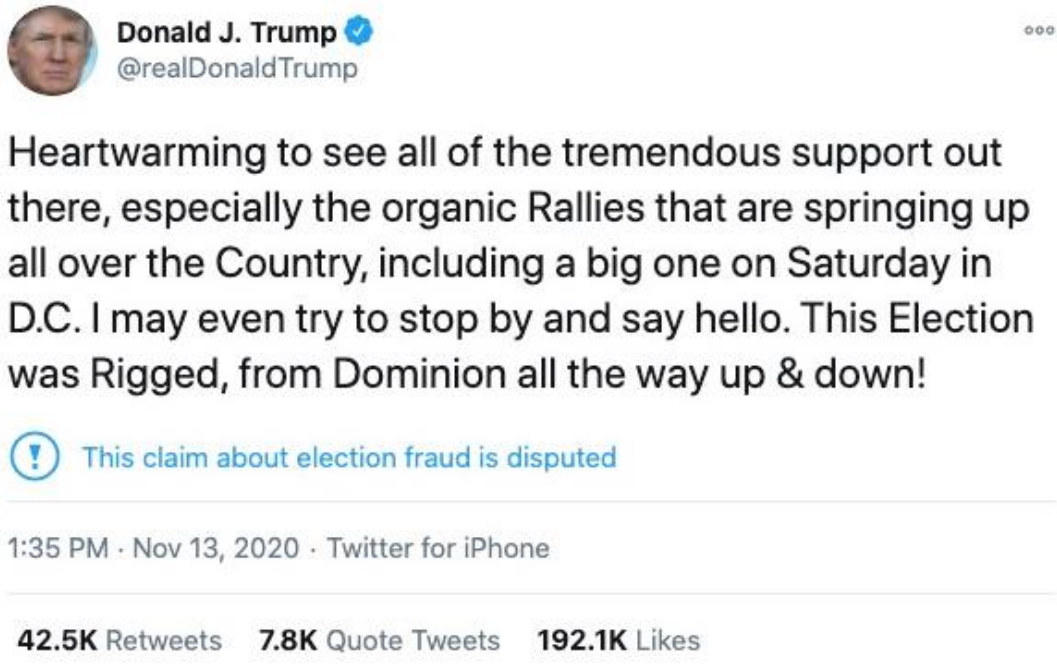 Donald J. Trump
@realDonaldTrump
Heartwarming to see all of the tremendous support out
there, especially the organic Rallies that are springing up
all over the Country, including a big one on Saturday in
D.C. I may even try to stop by and say hello. This Election
was Rigged, from Dominion all the way up & down!
This claim about election fraud is disputed
1:35 PM · Nov 13, 2020 · Twitter for iPhone
42.5K Retweets 7.8K Quote Tweets 192.1K Likes